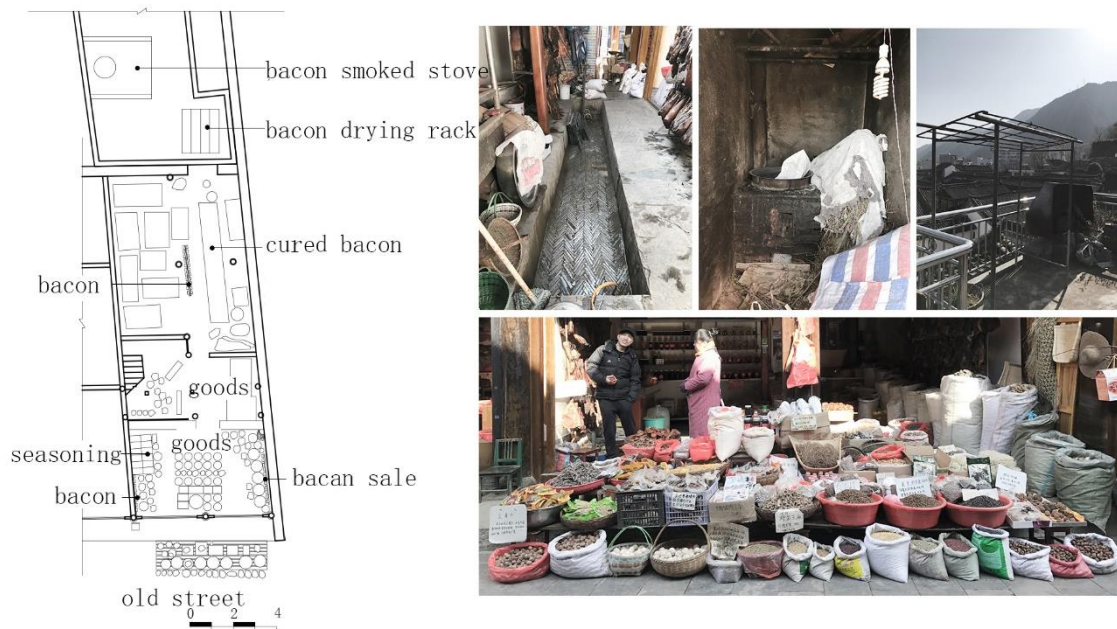 bacon smoked stove
bacon drying rack
cured bacon
bacon
goods
goods
seasoning
bacon
bacan sale
old street
0 2 4